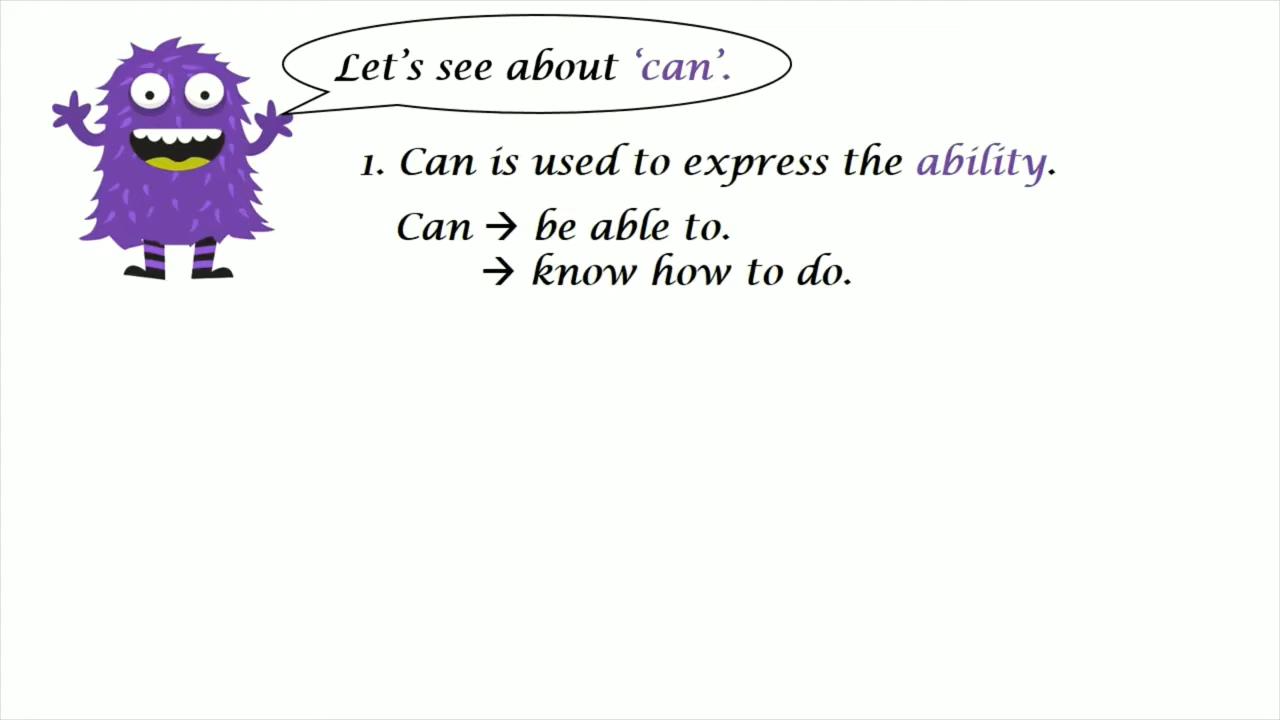 Let's see about ‘can’.
1. Can is used to express the ability.
Can → be able to.
→ know how to do.